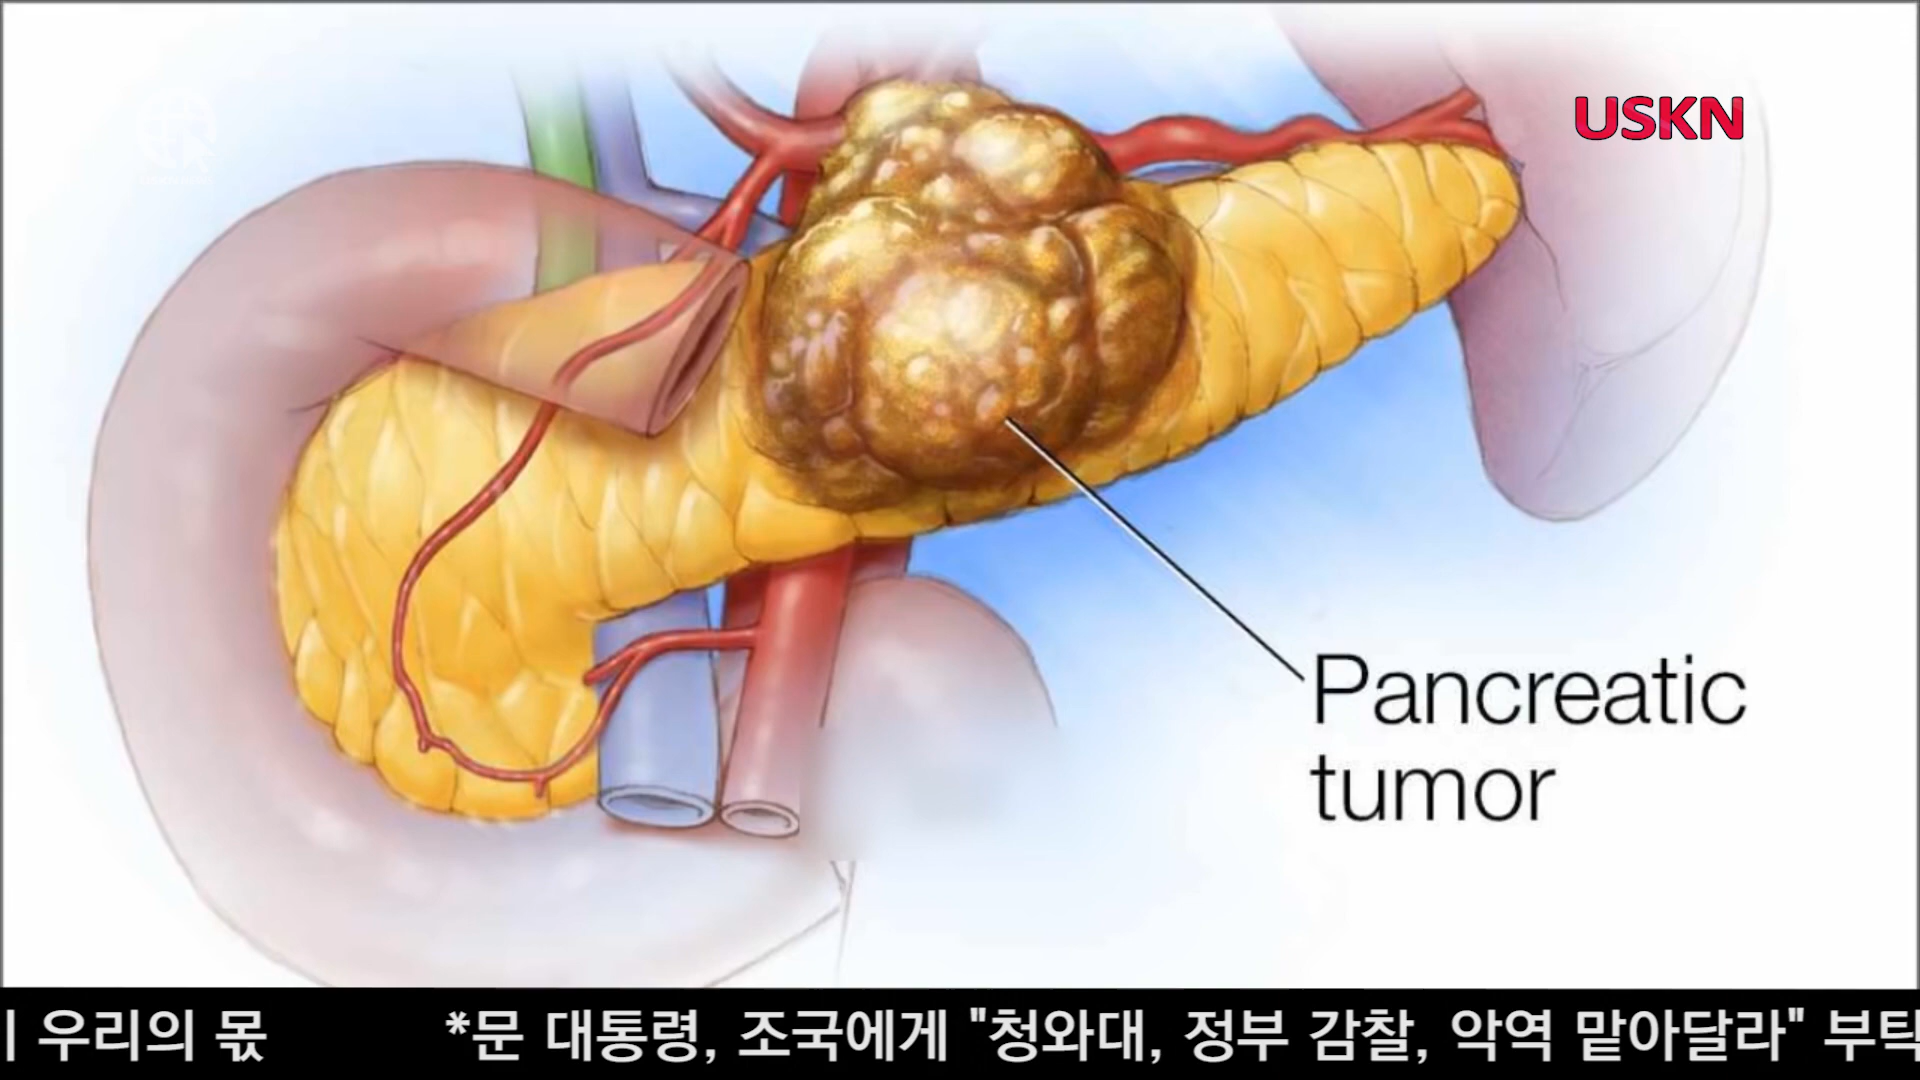 USKN
Pancreatic
tumor
우리의 몫 *문 대통령, 조국에게 "청와대, 정부 감찰, 악역 맡아달라" 부탁